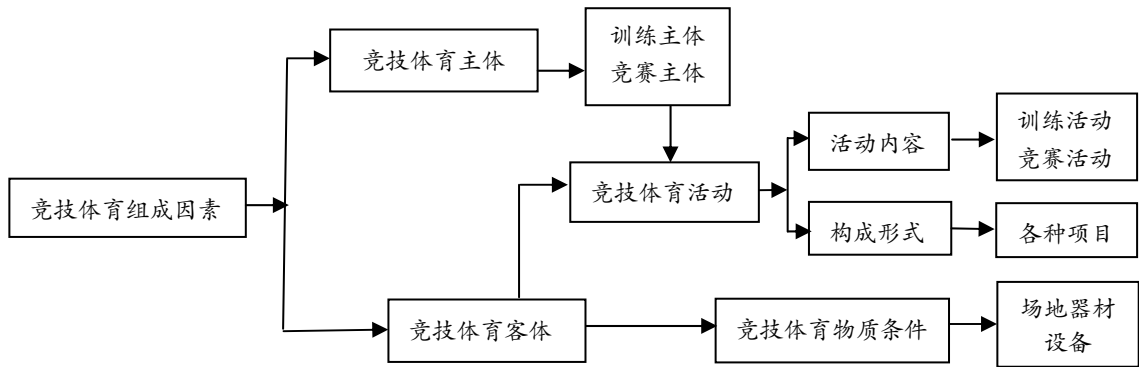 竞技体育组成因素
竞技体育主体
训练主体
竞赛主体
竞技体育客体
竞技体育活动
活动内容
训练活动
竞赛活动
构成形式
各种项目
竞技体育物质条件
场地器材
设备